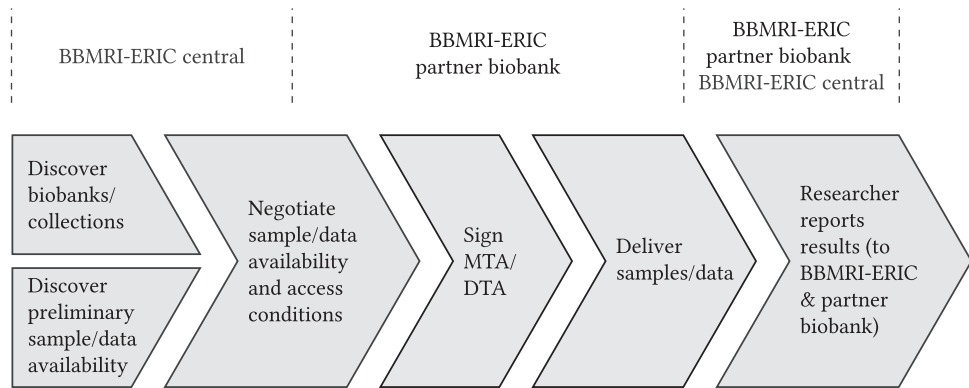 BBMRI-ERIC central
BBMRI-ERIC
partner biobank
BBMRI-ERIC
partner biobank
BBMRI-ERIC central
Discover
biobanks/
collections
Discover
preliminary
sample/data
availability
Negotiate
sample/data
availability
and access
conditions
Sign
MTA/
DTA
Deliver
samples/data
Researcher
reports
results (to
BBMRI-ERIC
& partner
biobank)